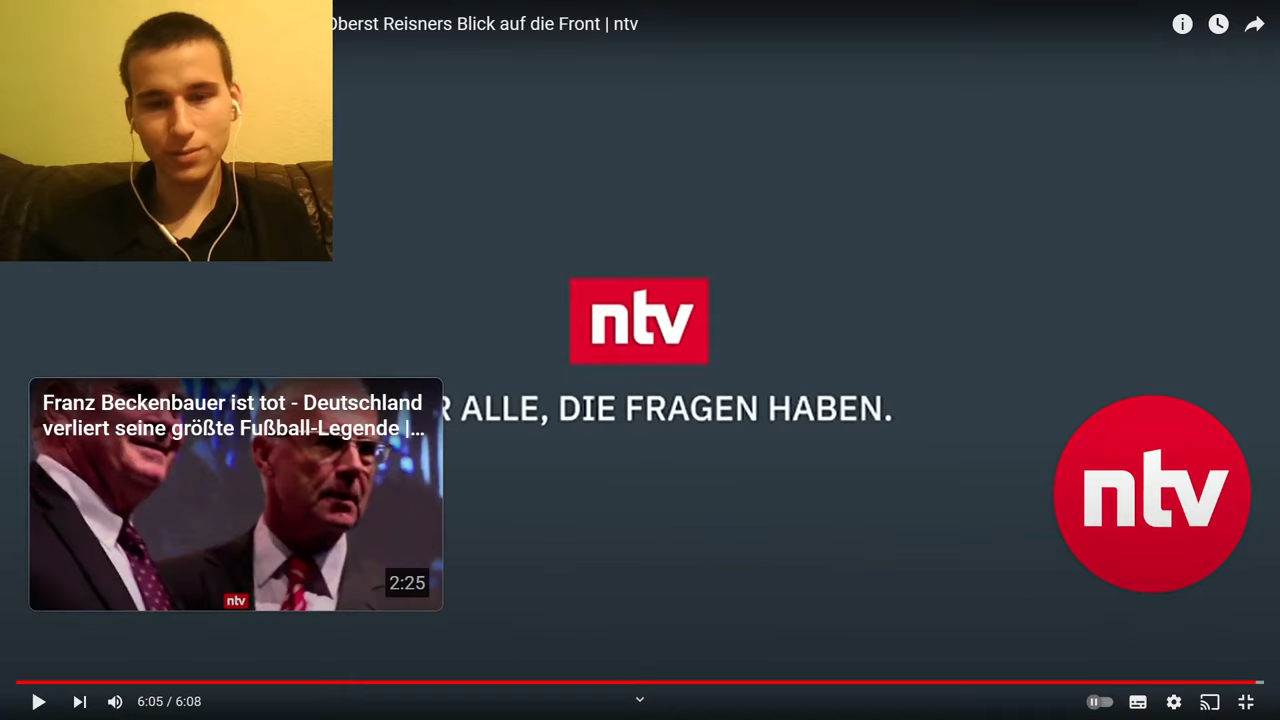 Oberst Reisners Blick auf die Front | ntv
ntv
R ALLE, DIE FRAGEN HABEN.
Franz Beckenbauer ist tot - Deutschland
verliert seine größte Fußball-Legende |...
ntv
2:25
ntv
6:05 / 6:08